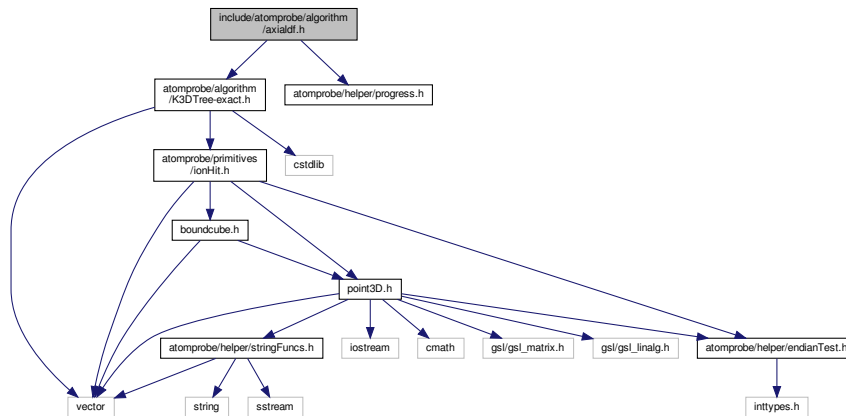 include/atomprobe/algorithm
/axialdf.h
atomprobe/algorithm
/K3DTree-exact.h
atomprobe/helper/progress.h
atomprobe/primitives
/ionHit.h
cstdlib
boundcube.h
point3D.h
atomprobe/helper/stringFuncs.h
iostream
cmath
gsl/gsl_matrix.h
gsl/gsl_linalg.h
atomprobe/helper/endianTest.h
vector
string
sstream
inttypes.h